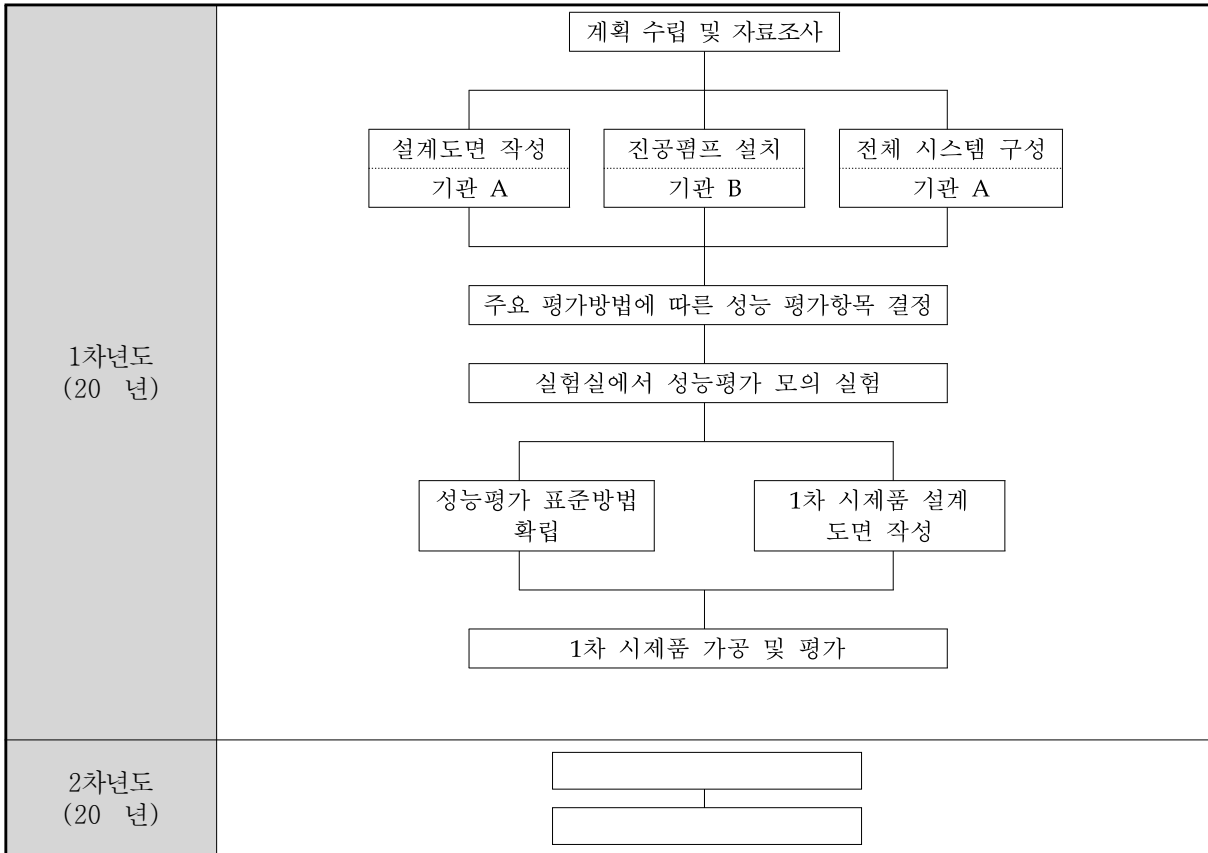 계획 수립 및 자료조사
설계도면 작성
기관 A
진공펌프 설치
기관 B
전체 시스템 구성
기관 A
주요 평가방법에 따른 성능 평가항목 결정
1차년도
(20 년)
실험실에서 성능평가 모의 실험
성능평가 표준방법
확립
1차 시제품 설계
도면 작성
1차 시제품 가공 및 평가
2차년도
(20 년)